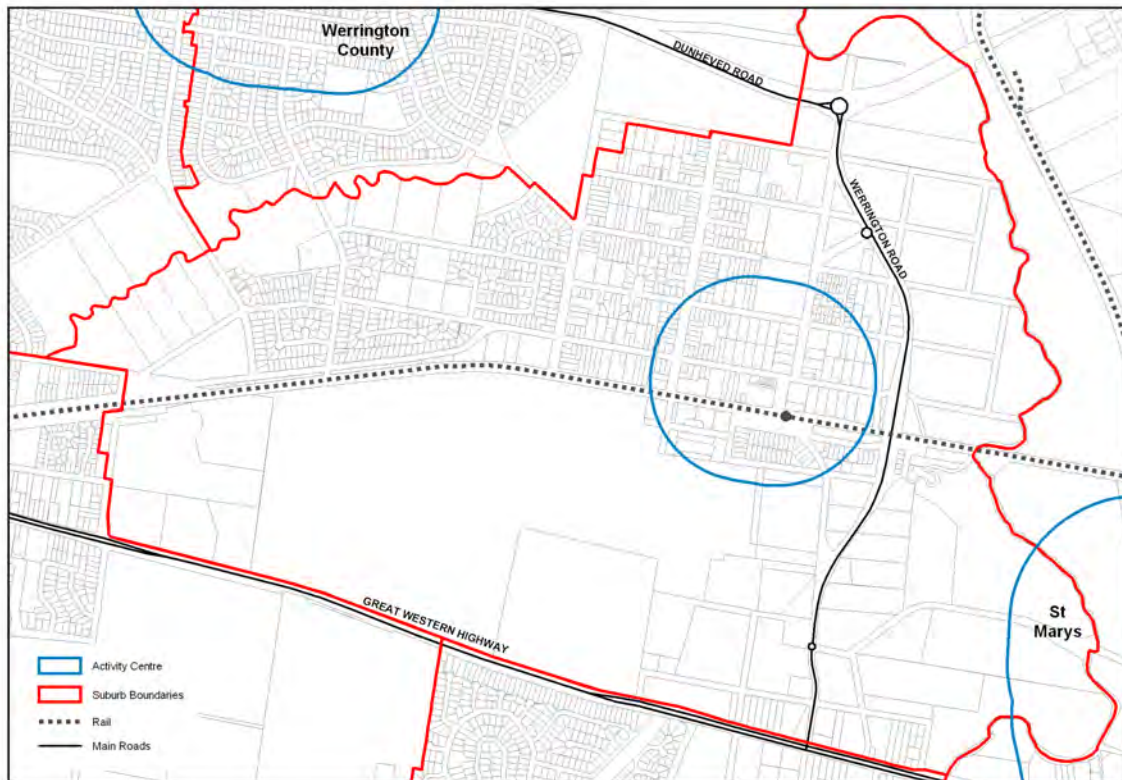 Werrington
County
DUNHEVED ROAD
WERRINGTON ROAD
GREAT WESTERN HIGHWAY
St
Marys
Activity Centre
Suburb Boundaries
Rail
Main Roads